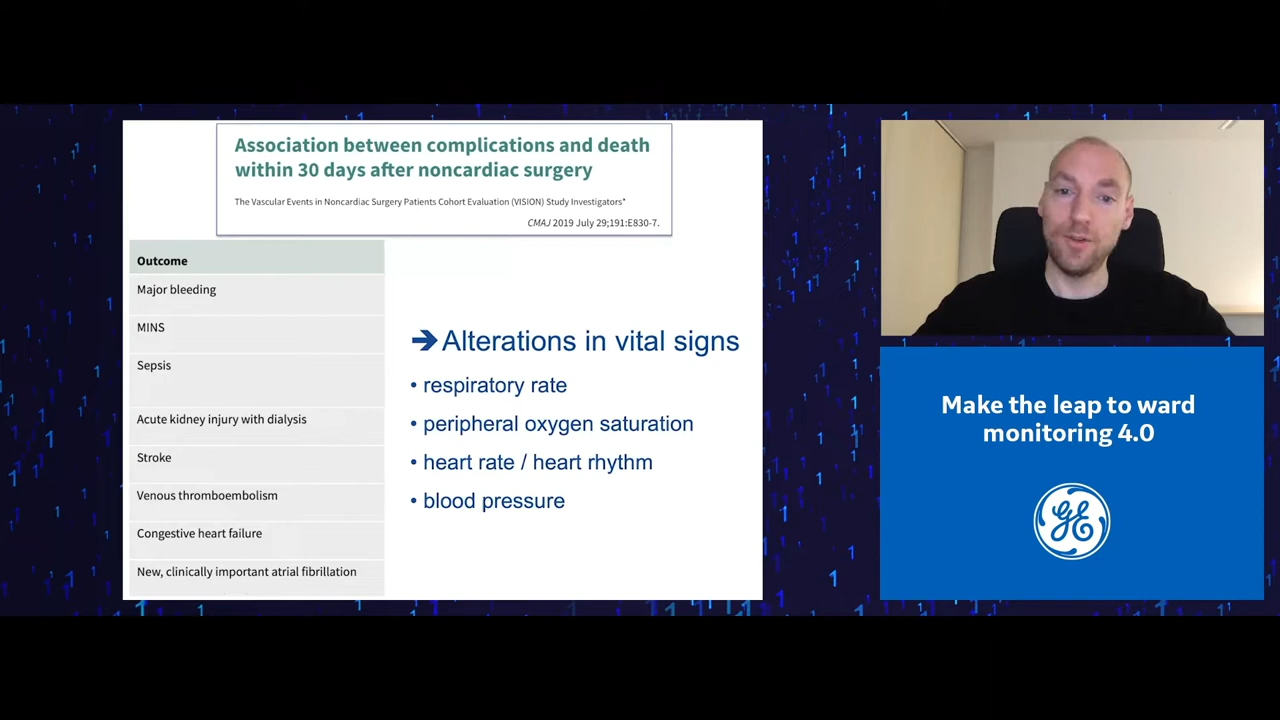 Association between complications and death
within 30 days after noncardiac surgery
The Vascular Events in Noncardiac Surgery Patients Cohort Evaluation (VISION) Study Investigators*
CMAJ 2019 July 29;191:E830-7.
Outcome
Major bleeding
MINS
Sepsis
Acute kidney injury with dialysis
Stroke
Venous thromboembolism
Congestive heart failure
New, clinically important atrial fibrillation
➔ Alterations in vital signs
• respiratory rate
• peripheral oxygen saturation
• heart rate / heart rhythm
• blood pressure
Make the leap to ward
monitoring 4.0
GE